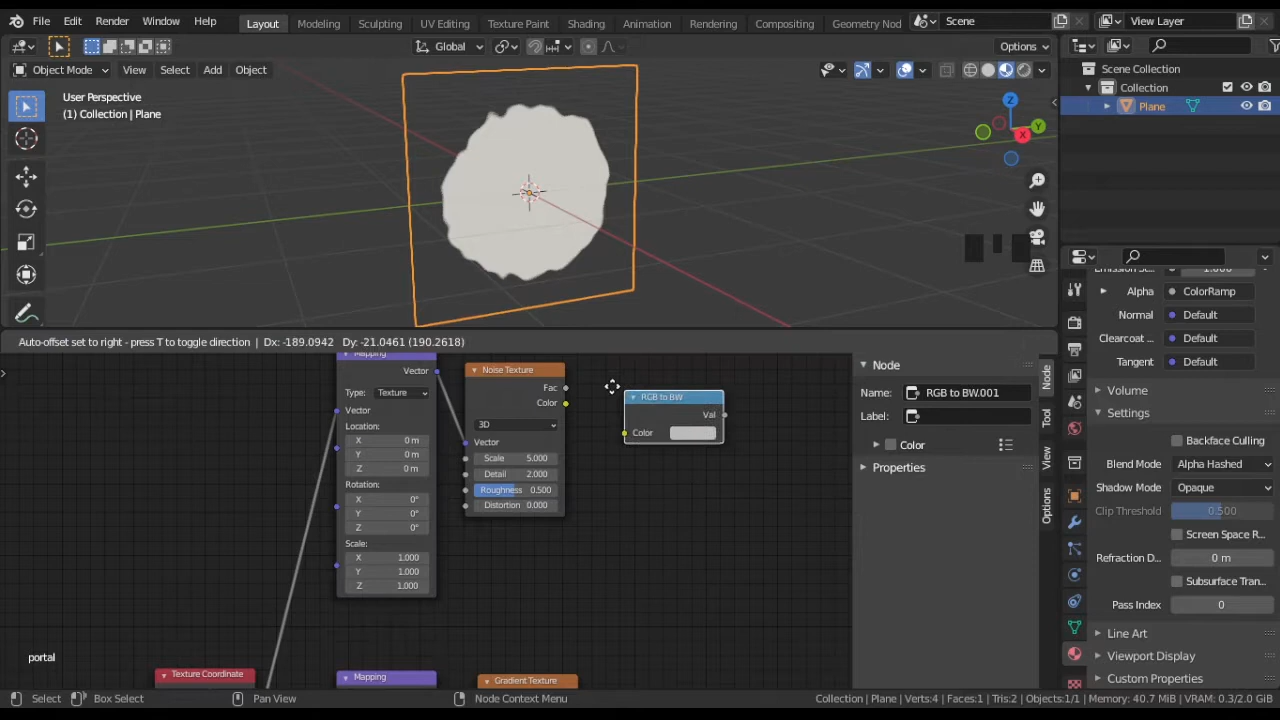 File Edit Render Window Help
Layout Modeling Sculpting UV Editing Texture Paint Shading Animation Rendering Compositing Geometry Nod
Scene
View Layer
Global
Options
Object Mode View Select Add Object
User Perspective
(1) Collection | Plane
Z
Y
X
Scene Collection
Collection
Plane
Alpha ColorRamp
Normal Default
Clearcoat ... Default
Tangent Default
Volume
Settings
Backface Culling
Blend Mode Alpha Hashed
Shadow Mode Opaque
Clip Threshold 0.500
Screen Space R...
Refraction D... 0 m
Subsurface Tran...
Pass Index 0
Line Art
Viewport Display
Custom Properties
Auto-offset set to right - press T to toggle direction | Dx: -189.0942 Dy: -21.0461 (190.2618)
Mapping
Vector
Type: Texture
Vector
Location:
X 0 m
Y 0 m
Z 0 m
Rotation:
X 0°
Y 0°
Z 0°
Scale:
X 1.000
Y 1.000
Z 1.000
Noise Texture
Fac
Color
3D
Vector
Scale 5.000
Detail 2.000
Roughness 0.500
Distortion 0.000
RGB to BW
Val
Color
Node
Name: RGB to BW.001
Label:
Color
Properties
Node
Tool
View
Options
portal
Texture Coordinate
Mapping
Gradient Texture
Select Box Select Pan View Node Context Menu
Collection | Plane | Verts:4 | Faces:1 | Tris:2 | Objects:1/1 | Memory: 40.7 MiB | VRAM: 0.3/2.0 GiB